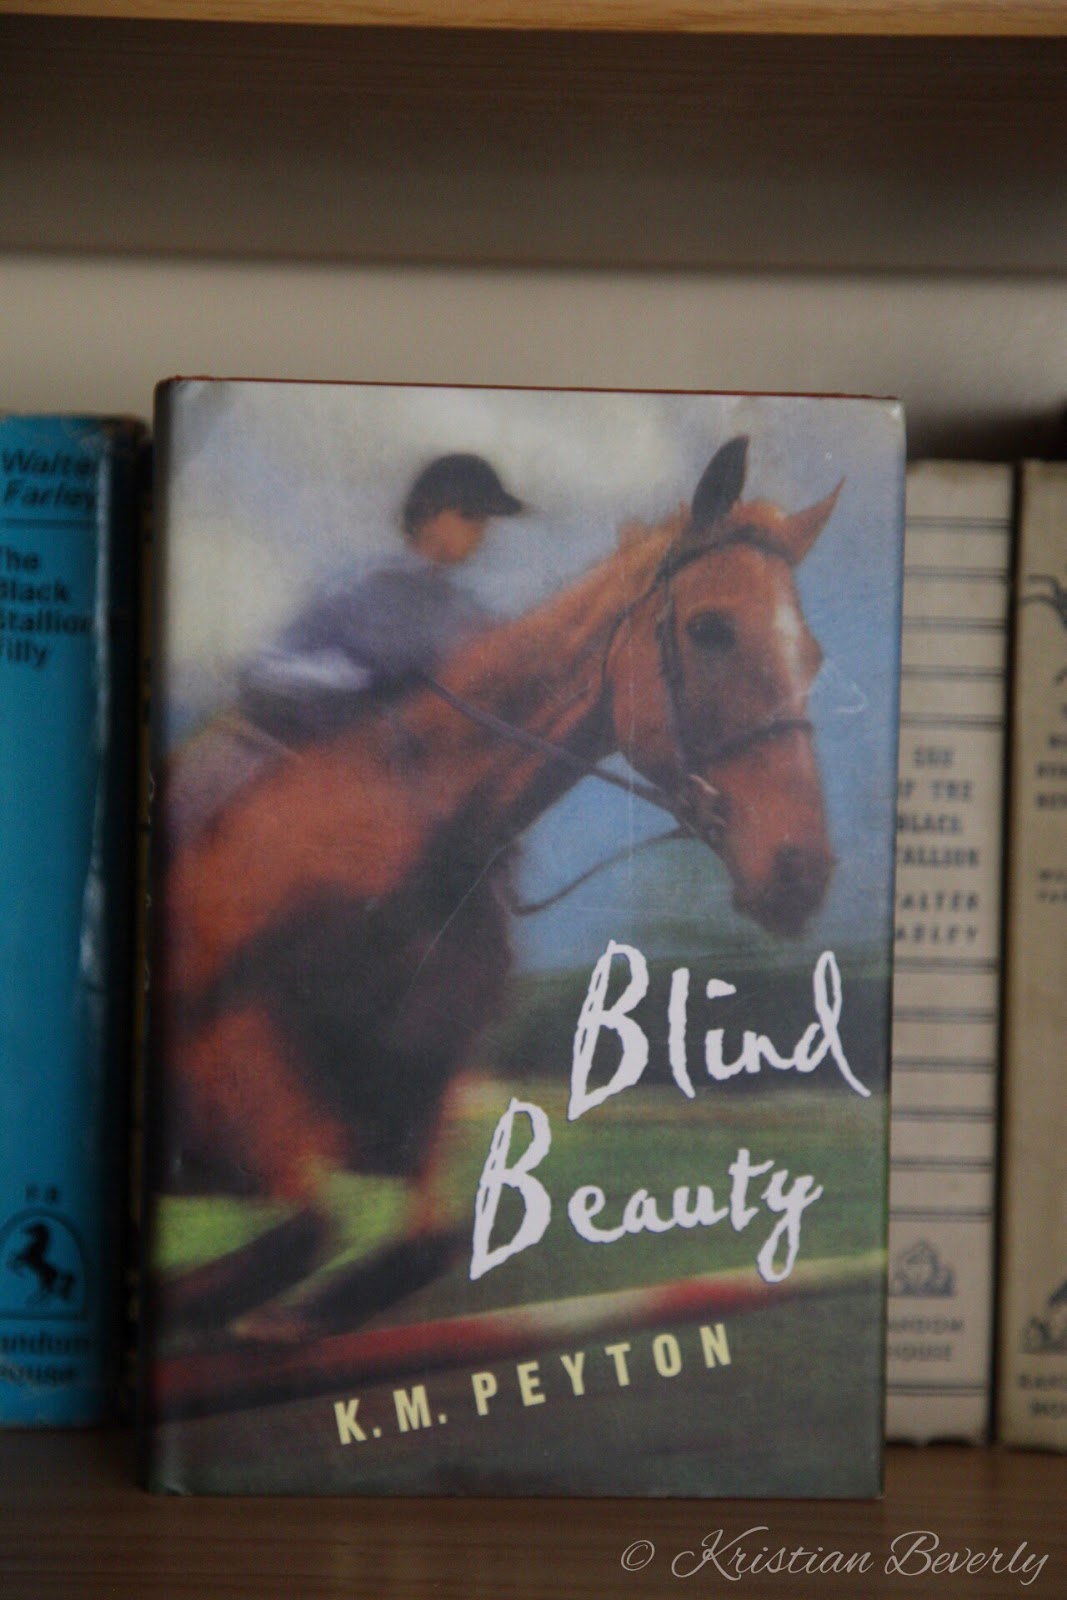 Walte
Farley
The
Black
Stallion
Filly
Random
House
Blind
Beauty
K. M. PEYTON
SON
OF THE
BLACK
STALLION
WALTER
FARLEY
RANDOM
HOUSE
© Kristian Beverly